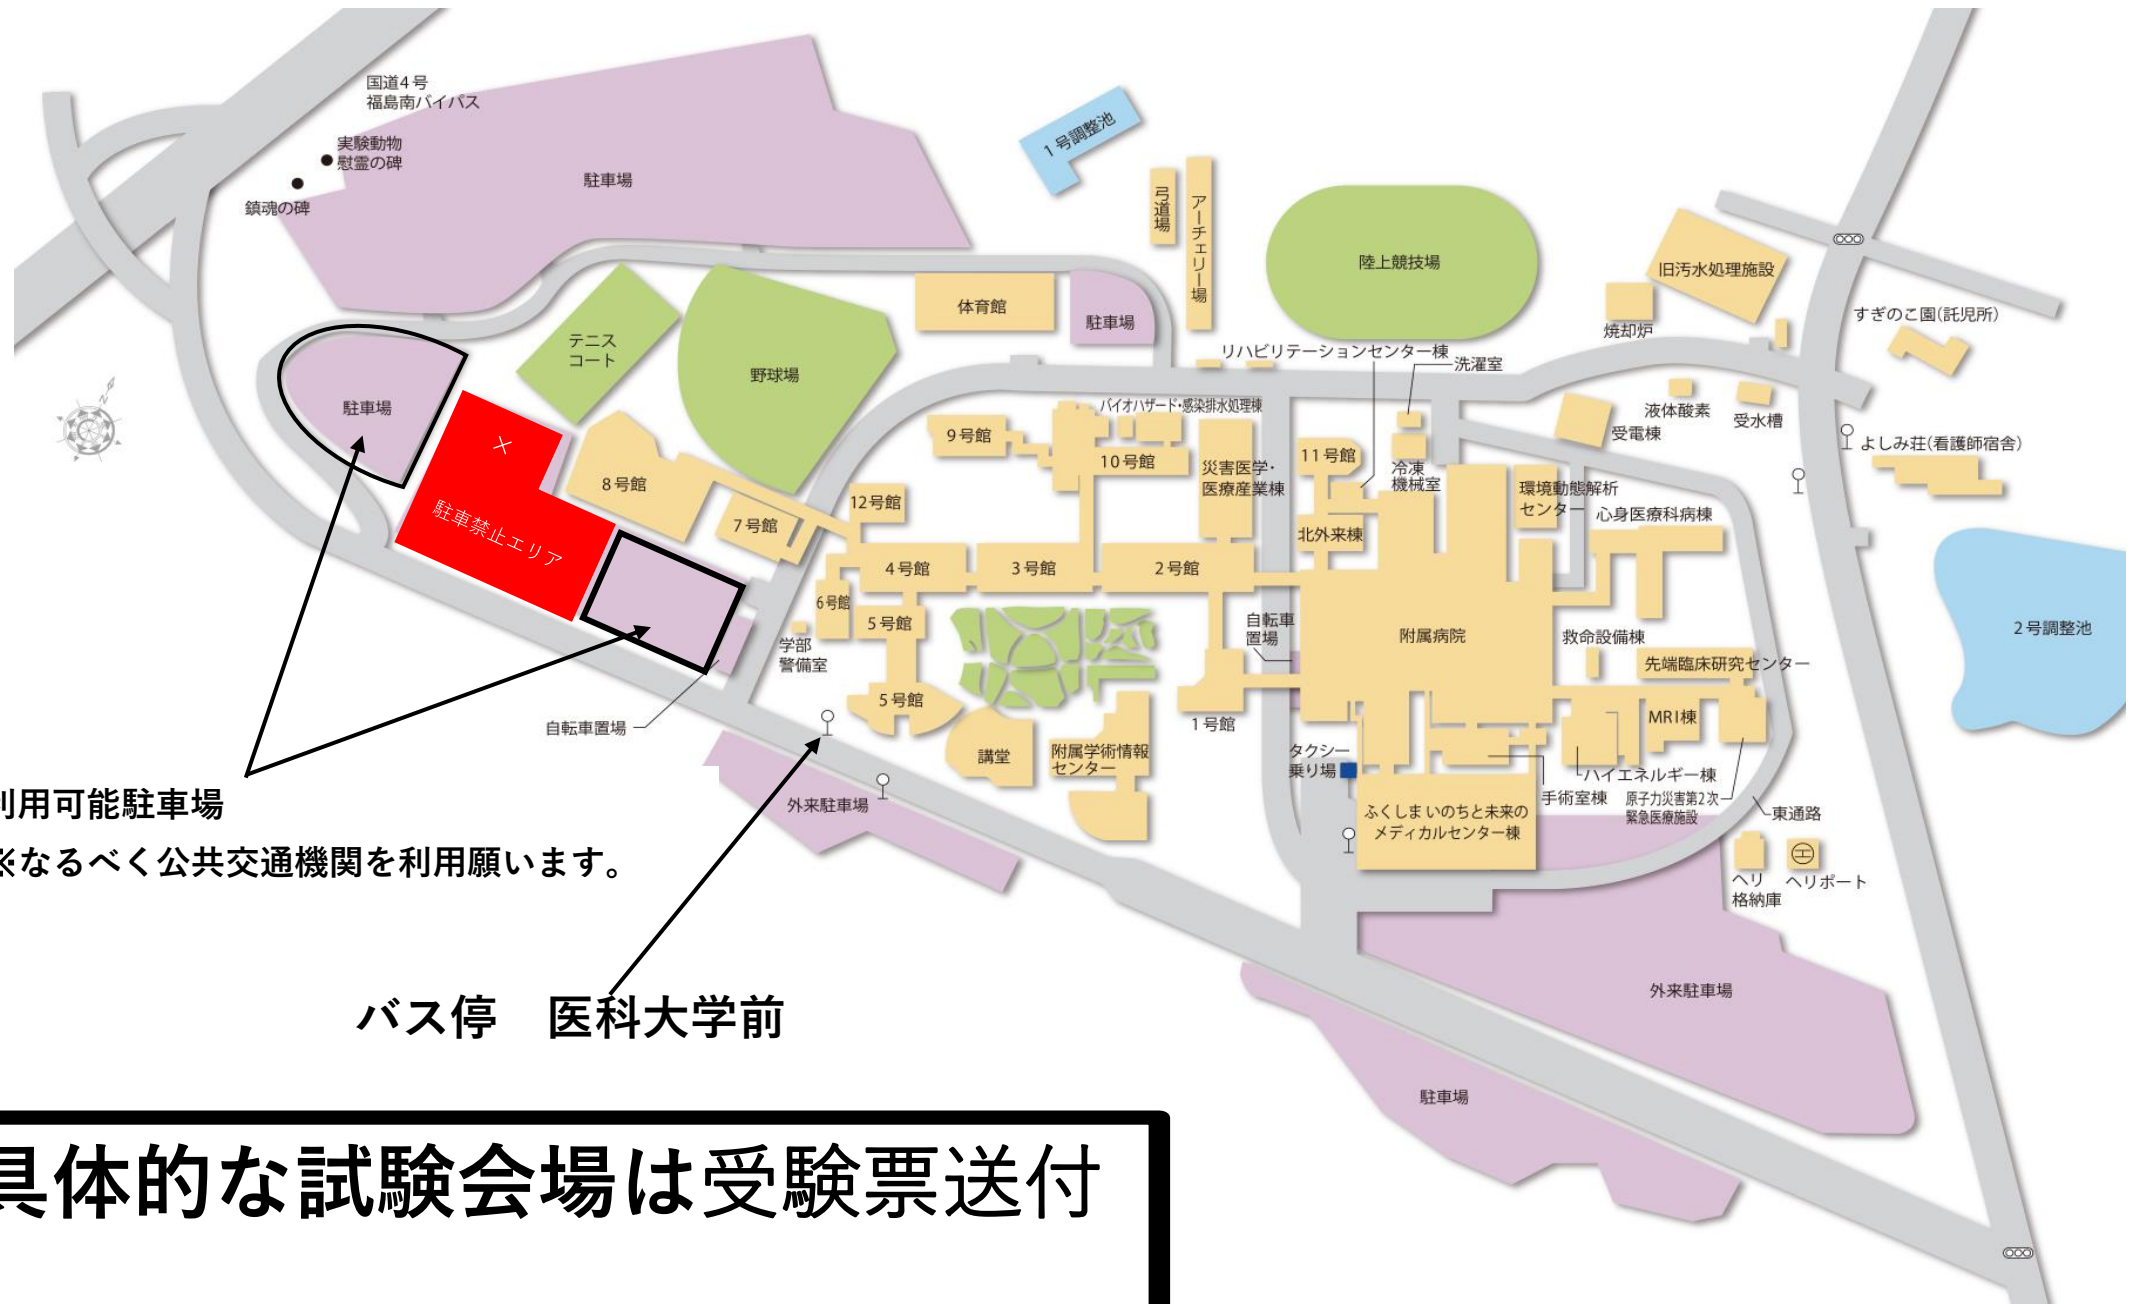 国道4号
福島南バイパス
実験動物
慰霊の碑
鎮魂の碑
駐車場
1号調整池
弓道場
アーチェリー場
陸上競技場
旧汚水処理施設
焼却炉
すぎのこ園(託児所)
体育館
駐車場
テニス
コート
野球場
リハビリテーションセンター棟
洗濯室
駐車場
×
駐車禁止エリア
8号館
7号館
12号館
9号館
バイオハザード・感染排水処理棟
10号館
災害医学・
医療産業棟
11号館
冷凍
機械室
北外来棟
受電棟
液体酸素
受水槽
よしみ荘(看護師宿舎)
環境動態解析
センター
心身医療科病棟
4号館
3号館
2号館
6号館
5号館
学部
警備室
自転車
置場
附属病院
救命設備棟
先端臨床研究センター
2号調整池
5号館
1号館
MRI棟
自転車置場
講堂
附属学術情報
センター
タクシー
乗り場
ハイエネルギー棟
手術室棟
原子力災害第2次
緊急医療施設
東通路
外来駐車場
ふくしま いのちと未来の
メディカルセンター棟
ヘリ
格納庫
ヘリポート
利用可能駐車場
※なるべく公共交通機関を利用願います。
外来駐車場
バス停　医科大学前
駐車場
具体的な試験会場は受験票送付